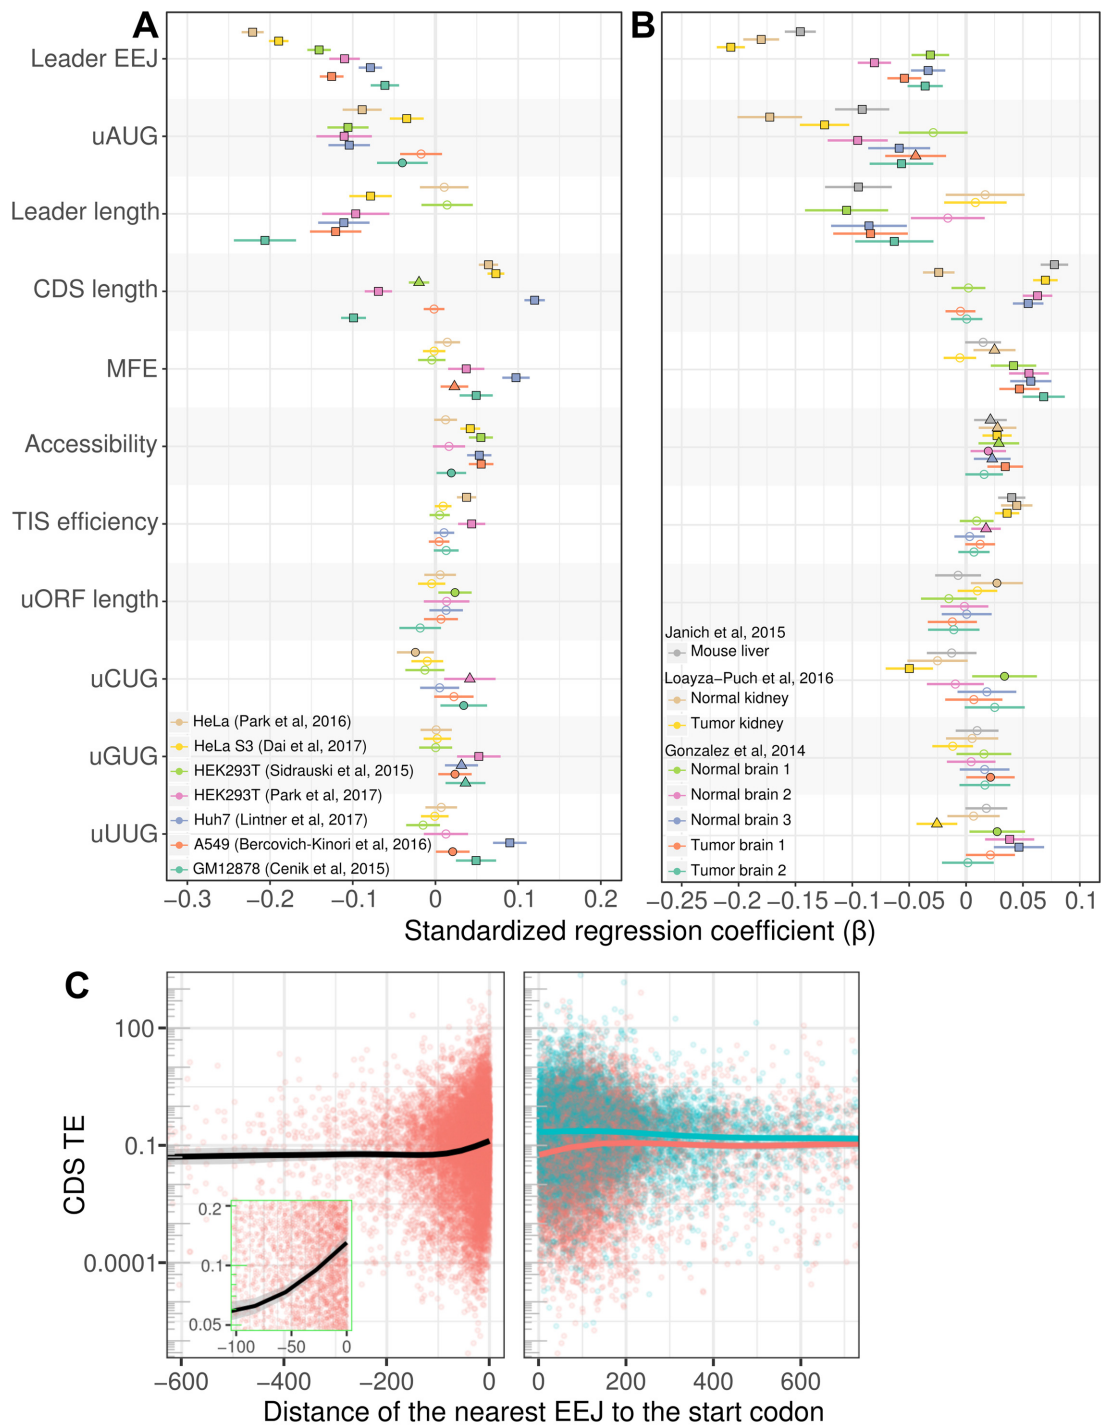 A
B
Leader EEJ
uAUG
Leader length
CDS length
MFE
Accessibility
TIS efficiency
uORF length
uCUG
uGUG
uUUG
HeLa (Park et al, 2016)
HeLa S3 (Dai et al, 2017)
HEK293T (Sidrauski et al, 2015)
HEK293T (Park et al, 2017)
Huh7 (Lintner et al, 2017)
A549 (Bercovich−Kinori et al, 2016)
GM12878 (Cenik et al, 2015)
Janich et al, 2015
Mouse liver
Loayza−Puch et al, 2016
Normal kidney
Tumor kidney
Gonzalez et al, 2014
Normal brain 1
Normal brain 2
Normal brain 3
Tumor brain 1
Tumor brain 2
−0.3 −0.2 −0.1 0 0.1 0.2
−0.25 −0.2 −0.15 −0.1 −0.05 0 0.05 0.1
Standardized regression coefficient (β)
C
CDS TE
100
0.1
0.0001
0.2
0.1
0.05
−100 −50 0
−600 −400 −200 0
0 200 400 600
Distance of the nearest EEJ to the start codon